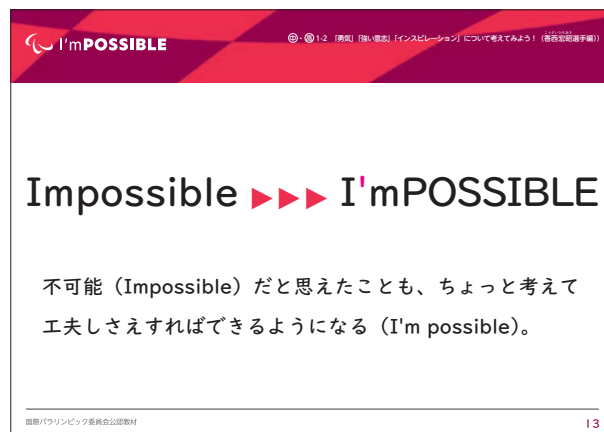 I'mPOSSIBLE
㊥・㊤1-2 「勇気」「強い意志」「インスピレーション」について考えてみよう！（香西宏昭選手編））
Impossible ▶▶▶ I'mPOSSIBLE
不可能（Impossible）だと思えたことも、ちょっと考えて
工夫しさえすればできるようになる（I'm possible）。
国際パラリンピック委員会公認教材
13